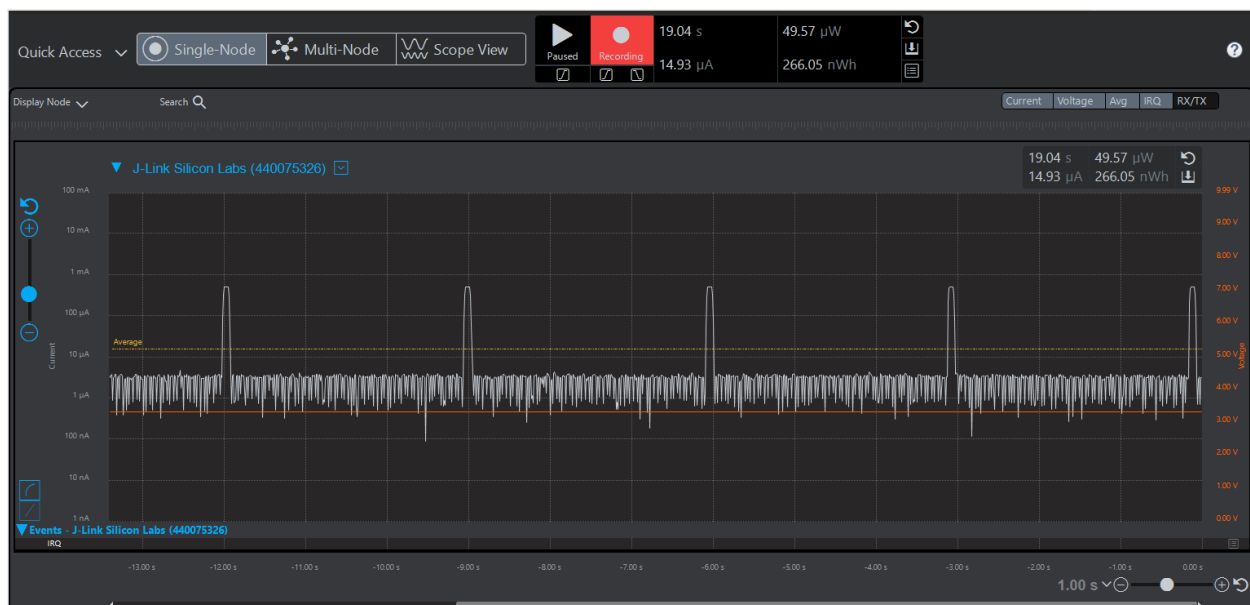 Quick Access Single-Node Multi-Node Scope View
Paused Recording
19.04 s 49.57 µW
14.93 µA 266.05 nWh
?
Display Node Search Current Voltage Avg IRQ RX/TX
J-Link Silicon Labs (440075326)
19.04 s 49.57 µW
14.93 µA 266.05 nWh
100 mA 9.99 V
10 mA 9.00 V
8.00 V
1 mA
7.00 V
100 µA
6.00 V
Average
10 µA 5.00 V
Current Voltage
4.00 V
1 µA
3.00 V
100 nA
2.00 V
10 nA
1.00 V
1 nA 0.00 V
Events - J-Link Silicon Labs (440075326)
IRQ
-13.00 s -12.00 s -11.00 s -10.00 s -9.00 s -8.00 s -7.00 s -6.00 s -5.00 s -4.00 s -3.00 s -2.00 s -1.00 s 0.00 s
1.00 s